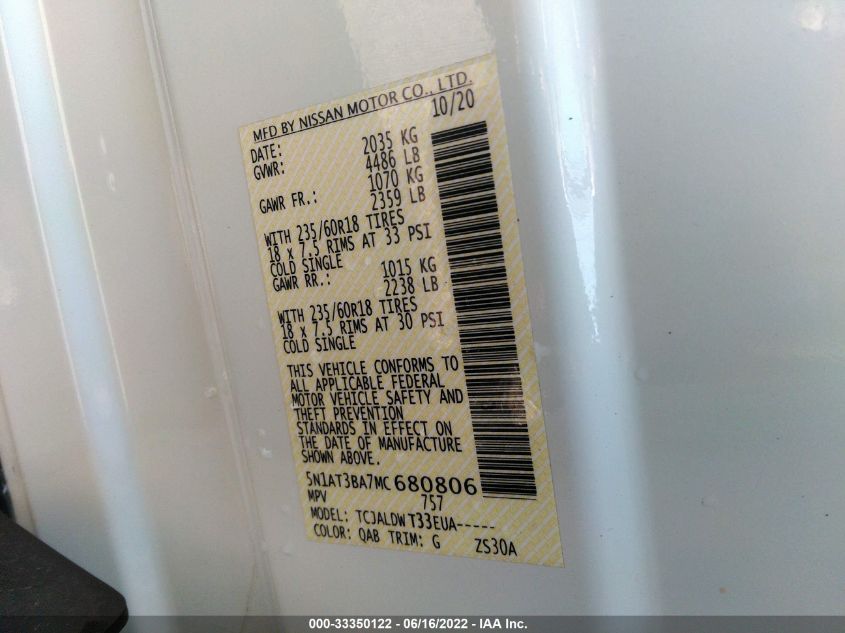 MFD BY NISSAN MOTOR CO., LTD.
DATE: 10/20
GVWR: 2035 KG
4486 LB
GAWR FR.: 1070 KG
2359 LB
WITH 235/60R18 TIRES
18 x 7.5 RIMS AT 33 PSI
COLD SINGLE
GAWR RR.: 1015 KG
2238 LB
WITH 235/60R18 TIRES
18 x 7.5 RIMS AT 30 PSI
COLD SINGLE
THIS VEHICLE CONFORMS TO
ALL APPLICABLE FEDERAL
MOTOR VEHICLE SAFETY AND
THEFT PREVENTION
STANDARDS IN EFFECT ON
THE DATE OF MANUFACTURE
SHOWN ABOVE.
5N1AT3BA7MC680806
MPV 757
MODEL: TCJALDWT33EUA-----
COLOR: QAB TRIM: G ZS30A
000-33350122 - 06/16/2022 - IAA Inc.